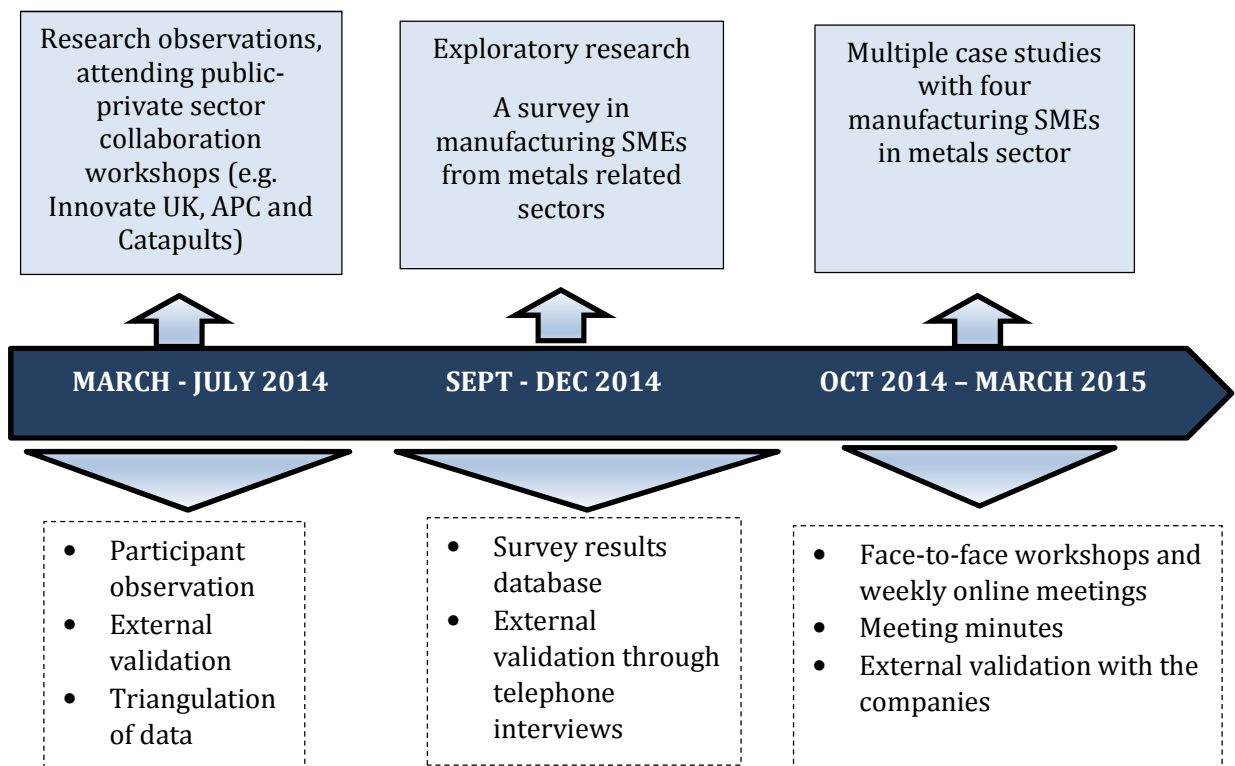 Research observations,
attending public-
private sector
collaboration
workshops (e.g.
Innovate UK, APC and
Catapults)
Exploratory research
A survey in
manufacturing SMEs
from metals related
sectors
Multiple case studies
with four
manufacturing SMEs
in metals sector
MARCH - JULY 2014
SEPT - DEC 2014
OCT 2014 – MARCH 2015
• Participant
observation
• External
validation
• Triangulation
of data
• Survey results
database
• External
validation through
telephone
interviews
• Face-to-face workshops and
weekly online meetings
• Meeting minutes
• External validation with the
companies